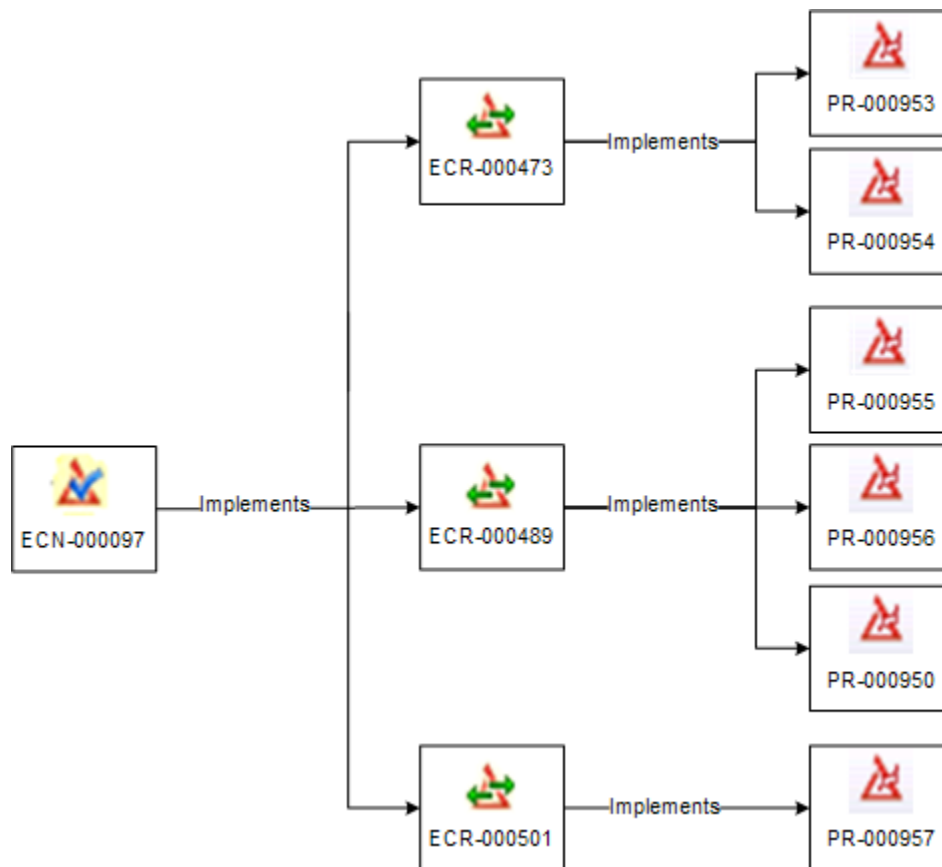 PR-000953
ECR-000473
Implements
PR-000954
PR-000955
ECN-000097
Implements
ECR-000489
Implements
PR-000956
PR-000950
ECR-000501
Implements
PR-000957